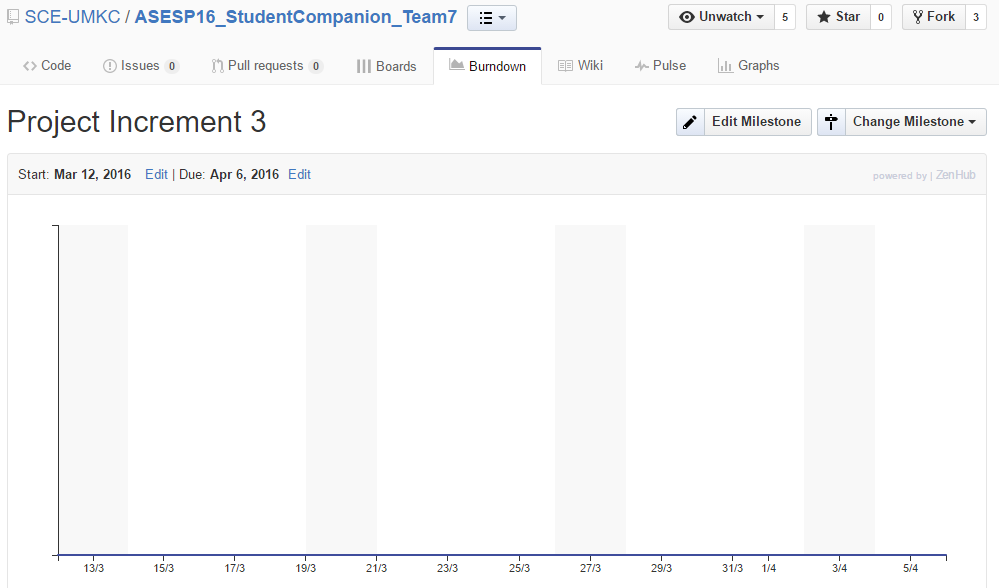 SCE-UMKC / ASESP16_StudentCompanion_Team7 Unwatch 5 Star 0 Fork 3
Code Issues 0 Pull requests 0 Boards Burndown Wiki Pulse Graphs
Project Increment 3 Edit Milestone Change Milestone
Start: Mar 12, 2016 Edit | Due: Apr 6, 2016 Edit powered by | ZenHub
13/3 15/3 17/3 19/3 21/3 23/3 25/3 27/3 29/3 31/3 1/4 3/4 5/4